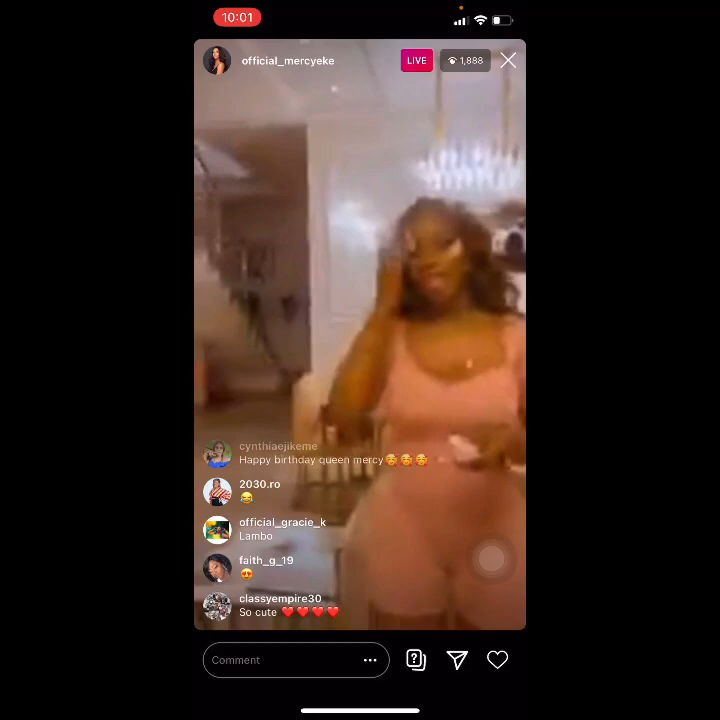 10:01
official_mercyeke
LIVE
1,888
cynthiaejikeme
Happy birthday queen mercy🥰🥰🥰
2030.ro
😂
official_gracie_k
Lambo
faith_g_19
😍
classyempire30
So cute ❤️❤️❤️❤️
Comment